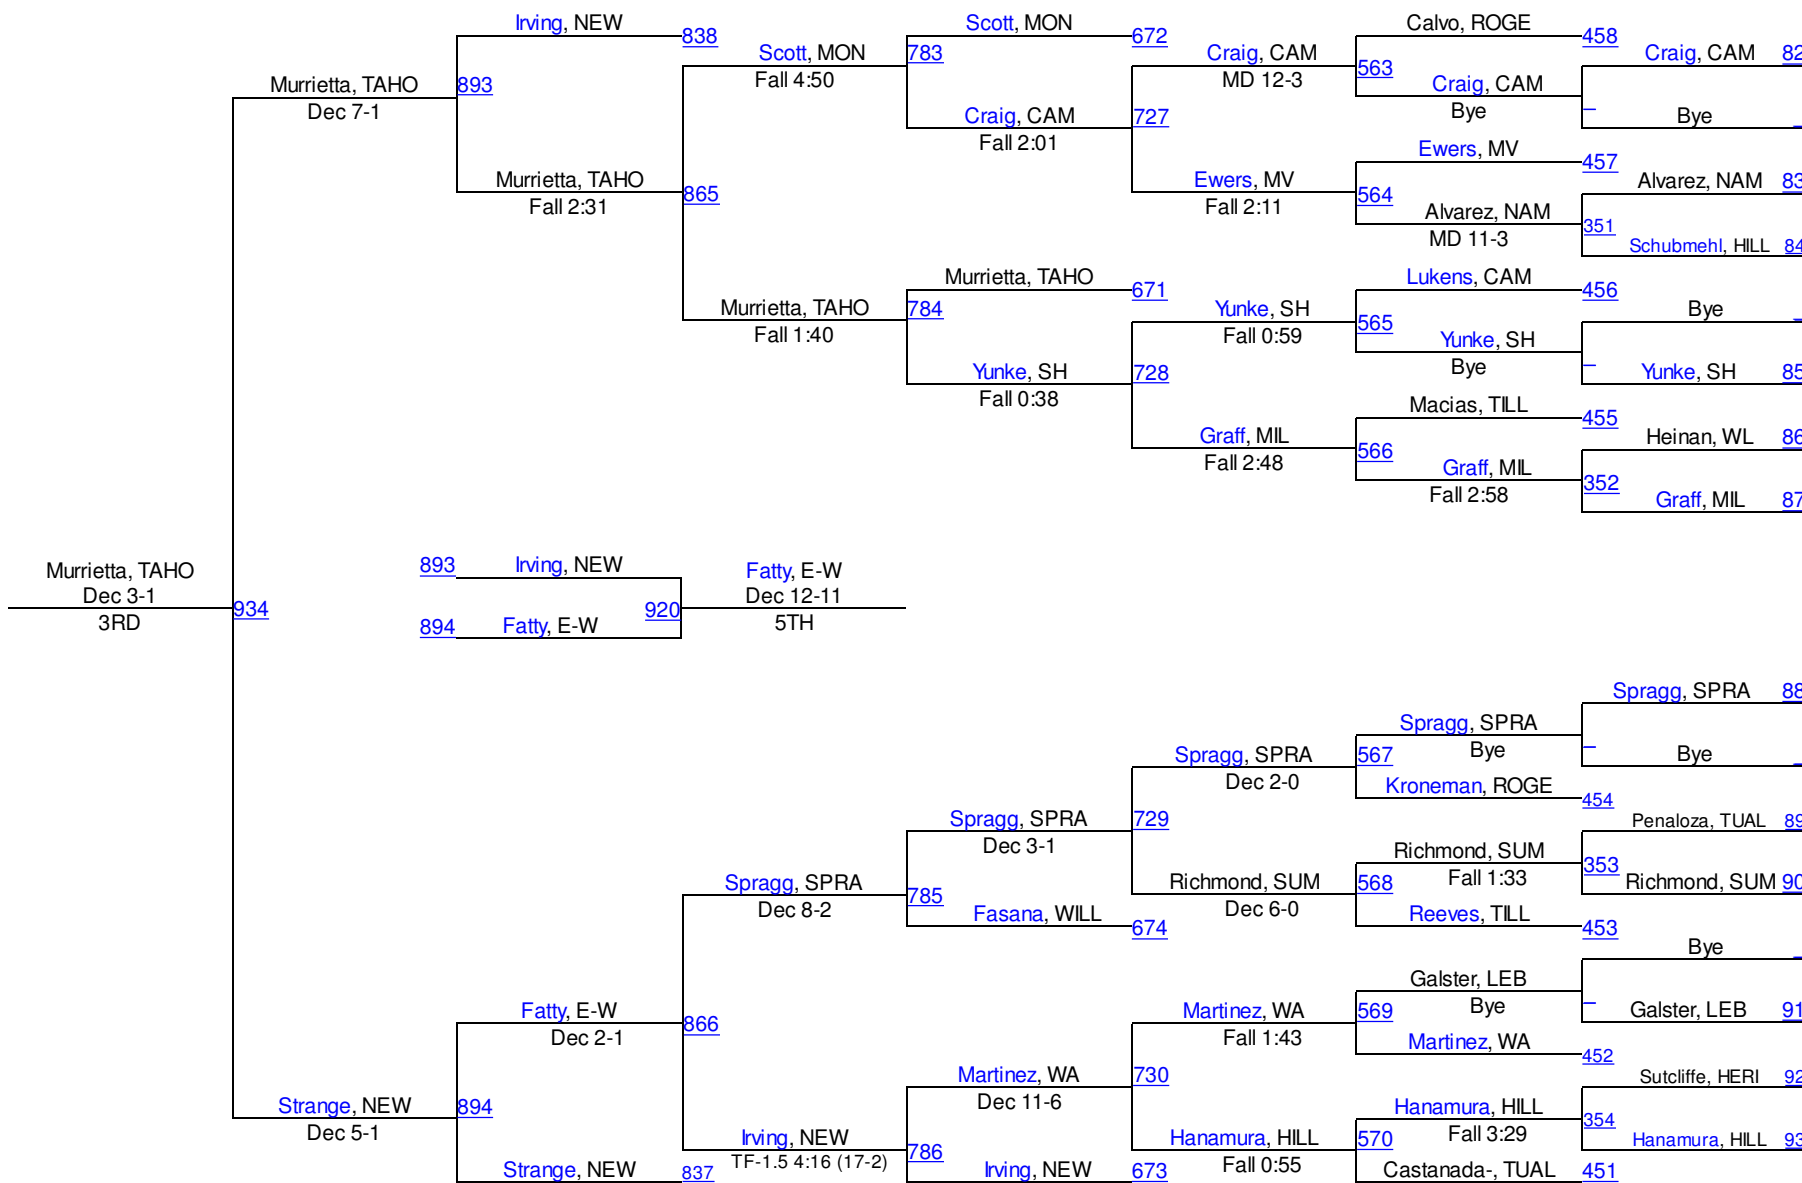 Irving, NEW
838
Scott, MON
672
Calvo, ROGE
458
Craig, CAM 82
Scott, MON
Fall 4:50
783
Craig, CAM
MD 12-3
563
Craig, CAM
Bye
–
Bye
Murrietta, TAHO
Dec 7-1
893
Craig, CAM
Fall 2:01
727
Ewers, MV
457
Murrietta, TAHO
Fall 2:31
865
Ewers, MV
Fall 2:11
564
Alvarez, NAM
MD 11-3
Alvarez, NAM 83
351
Schubmehl, HILL 84
Murrietta, TAHO
671
Lukens, CAM
456
Murrietta, TAHO
Fall 1:40
784
Yunke, SH
Fall 0:59
565
Yunke, SH
Bye
Bye
–
Yunke, SH 85
Yunke, SH
Fall 0:38
728
Macias, TILL
455
Graff, MIL
Fall 2:48
566
Graff, MIL
Fall 2:58
Heinan, WL 86
352
Graff, MIL 87
Murrietta, TAHO
Dec 3-1
3RD
934
893
Irving, NEW
894
Fatty, E-W
920
Fatty, E-W
Dec 12-11
5TH
Spragg, SPRA 88
Spragg, SPRA
Bye
–
Bye
Spragg, SPRA
Dec 2-0
567
Kroneman, ROGE
454
Spragg, SPRA
Dec 3-1
729
Penaloza, TUAL 89
Richmond, SUM
Fall 1:33
353
Richmond, SUM 90
Spragg, SPRA
Dec 8-2
785
Richmond, SUM
Dec 6-0
568
Reeves, TILL
453
Fasana, WILL
674
Bye
Galster, LEB
Bye
–
Galster, LEB 91
Fatty, E-W
Dec 2-1
866
Martinez, WA
Fall 1:43
569
Martinez, WA
452
Martinez, WA
Dec 11-6
730
Sutcliffe, HERI 92
Strange, NEW
Dec 5-1
894
Hanamura, HILL
Fall 3:29
354
Hanamura, HILL 93
Irving, NEW
TF-1.5 4:16 (17-2)
786
Hanamura, HILL
Fall 0:55
570
Castanada-, TUAL
451
Strange, NEW
837
Irving, NEW
673